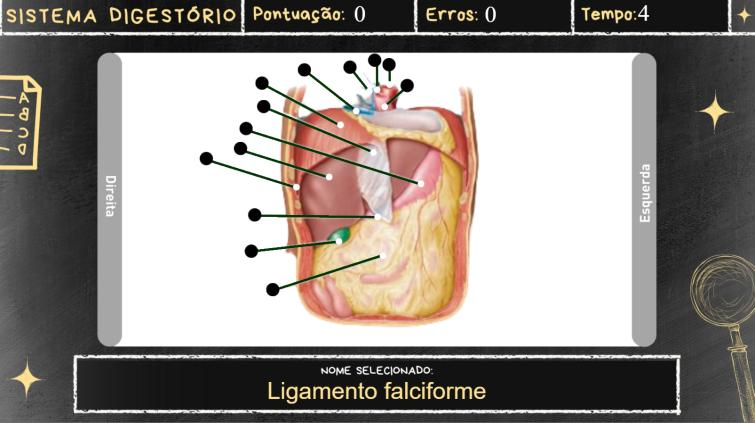 SISTEMA DIGESTÓRIO
Pontuação: 0
Erros: 0
Tempo:4
A
B
C
D
Direita
Esquerda
NOME SELECIONADO:
Ligamento falciforme